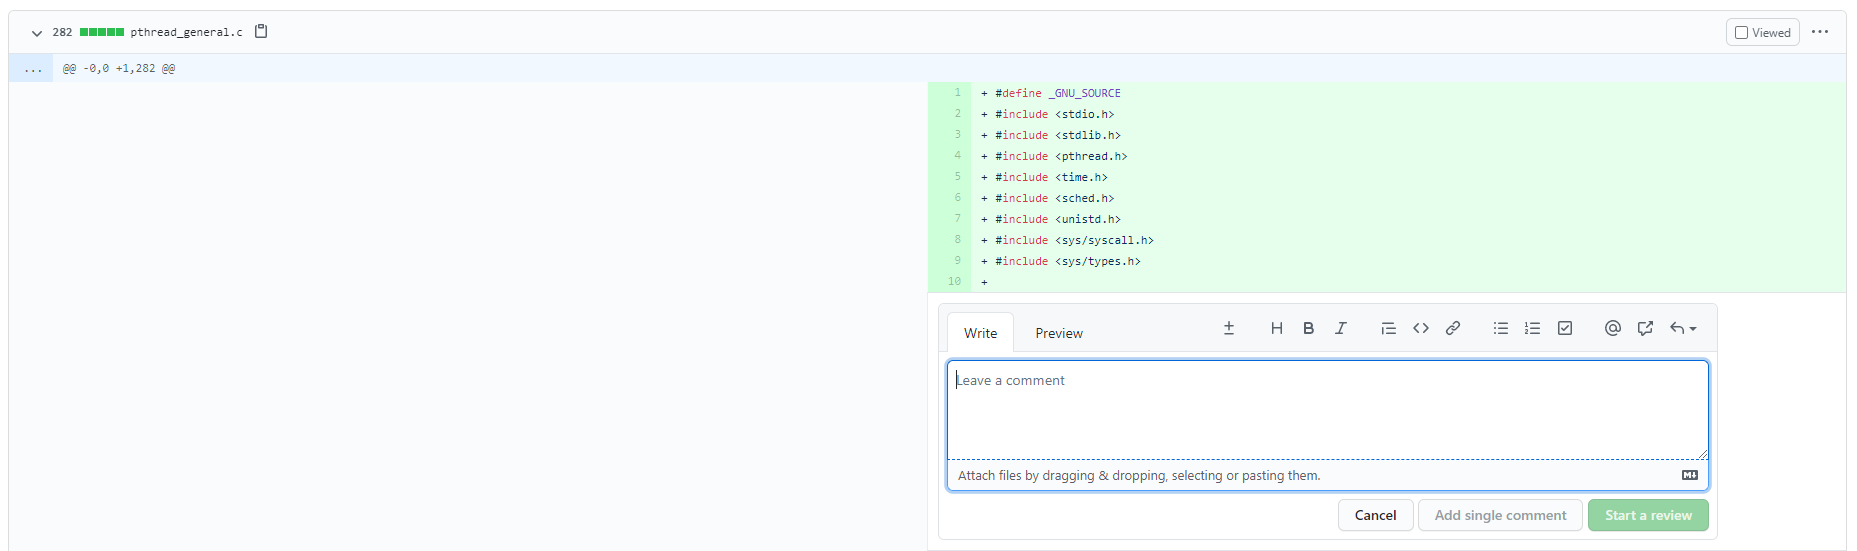 282 pthread_general.c Viewed ...
... @@ -0,0 +1,282 @@
1 + #define _GNU_SOURCE
2 + #include <stdio.h>
3 + #include <stdlib.h>
4 + #include <pthread.h>
5 + #include <time.h>
6 + #include <sched.h>
7 + #include <unistd.h>
8 + #include <sys/syscall.h>
9 + #include <sys/types.h>
10 +
Write Preview
Leave a comment
Attach files by dragging & dropping, selecting or pasting them.
Cancel Add single comment Start a review